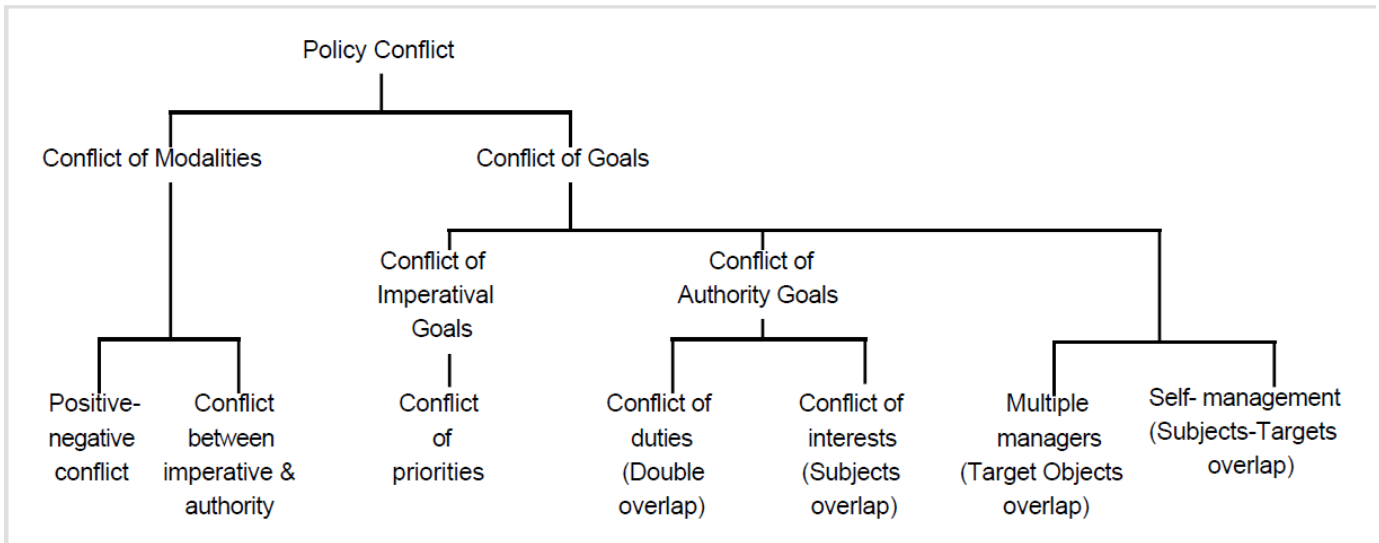 Policy Conflict
Conflict of Modalities
Conflict of Goals
Conflict of
Imperatival
Goals
Conflict of
Authority Goals
Positive-
negative
conflict
Conflict
between
imperative &
authority
Conflict
of
priorities
Conflict of
duties
(Double
overlap)
Conflict of
interests
(Subjects
overlap)
Multiple
managers
(Target Objects
overlap)
Self- management
(Subjects-Targets
overlap)